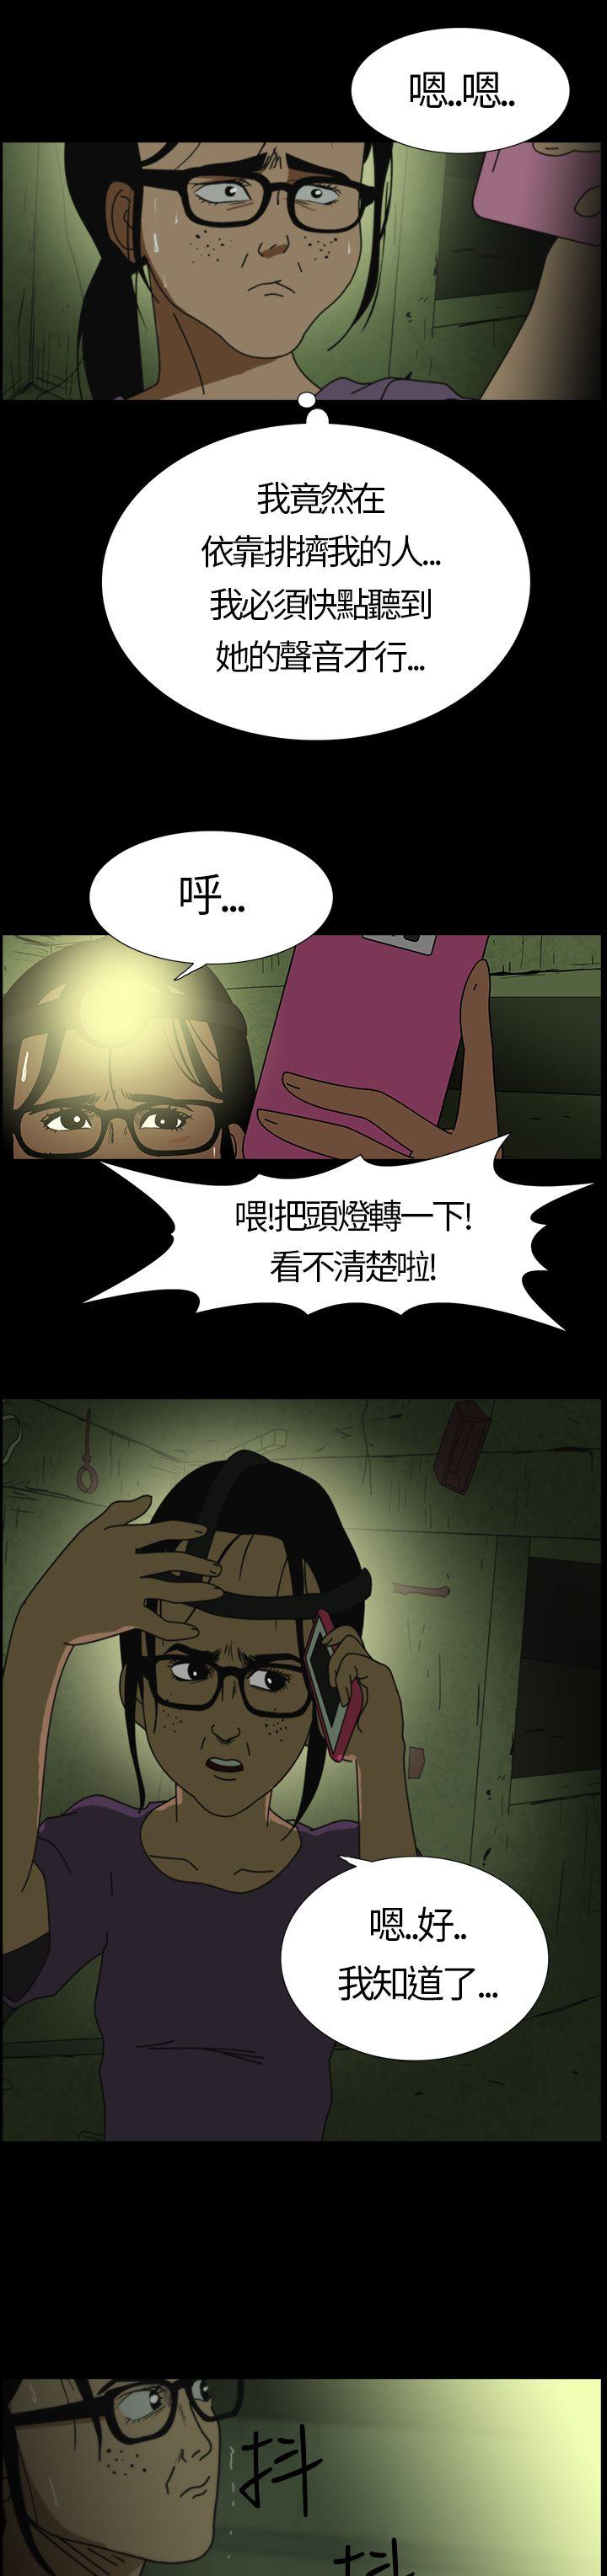 嗯..嗯..
我竟然在
依靠排擠我的人...
我必須快點聽到
她的聲音才行...
呼...
喂!把頭燈轉一下!
看不清楚啦!
嗯..好..
我知道了...
抖
抖